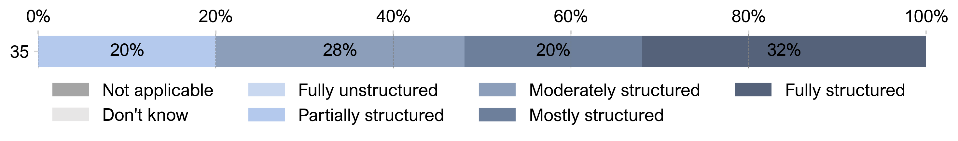 0% 20% 40% 60% 80% 100%
35 20% 28% 20% 32%
Not applicable Fully unstructured Moderately structured Fully structured
Don't know Partially structured Mostly structured